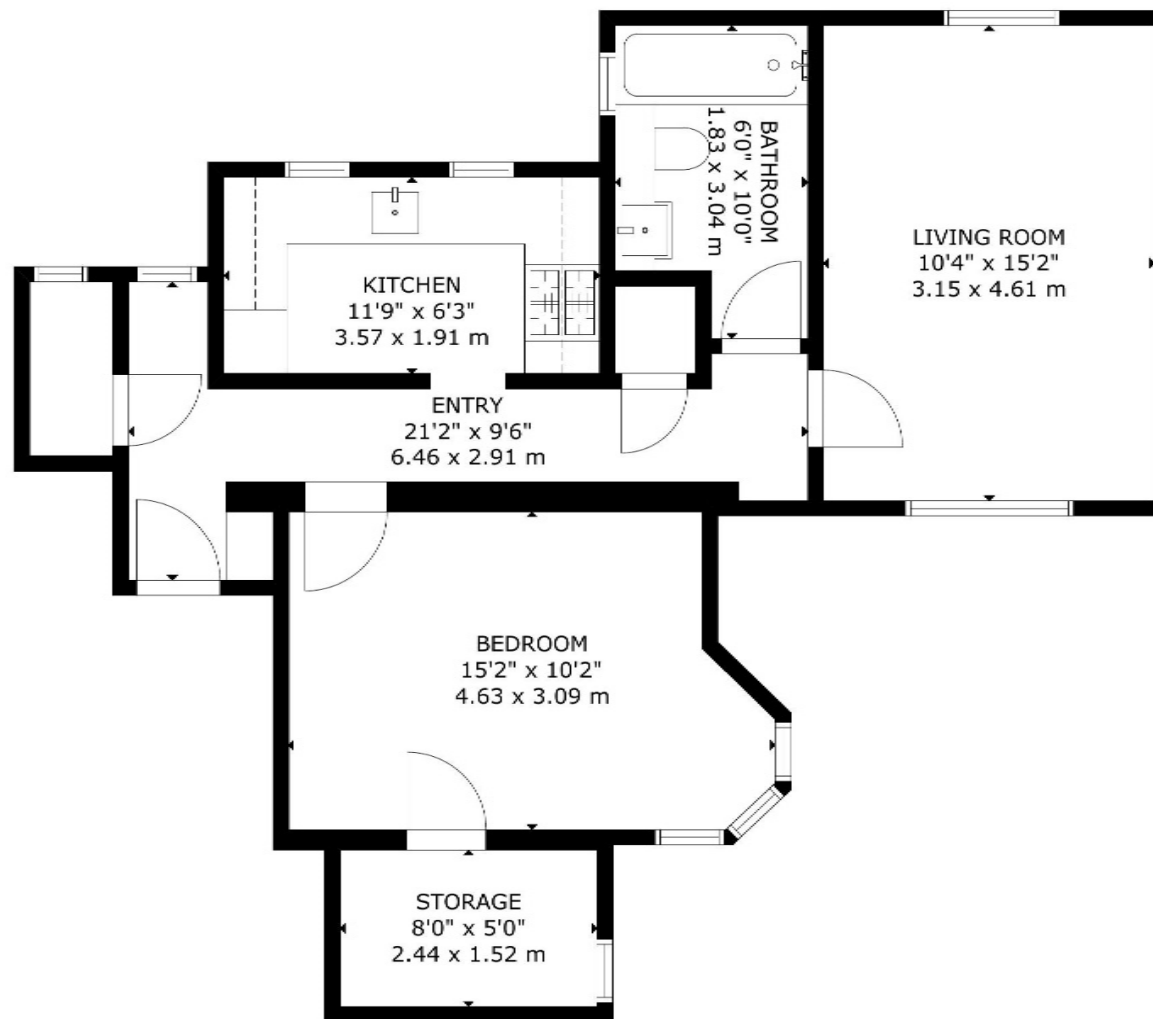 BATHROOM
6'0" x 10'0"
1.83 x 3.04 m
LIVING ROOM
10'4" x 15'2"
3.15 x 4.61 m
KITCHEN
11'9" x 6'3"
3.57 x 1.91 m
ENTRY
21'2" x 9'6"
6.46 x 2.91 m
BEDROOM
15'2" x 10'2"
4.63 x 3.09 m
STORAGE
8'0" x 5'0"
2.44 x 1.52 m